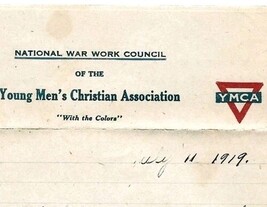 NATIONAL WAR WORK COUNCIL
OF THE
Young Men's Christian Association
YMCA
"With the Colors"
11 1919.